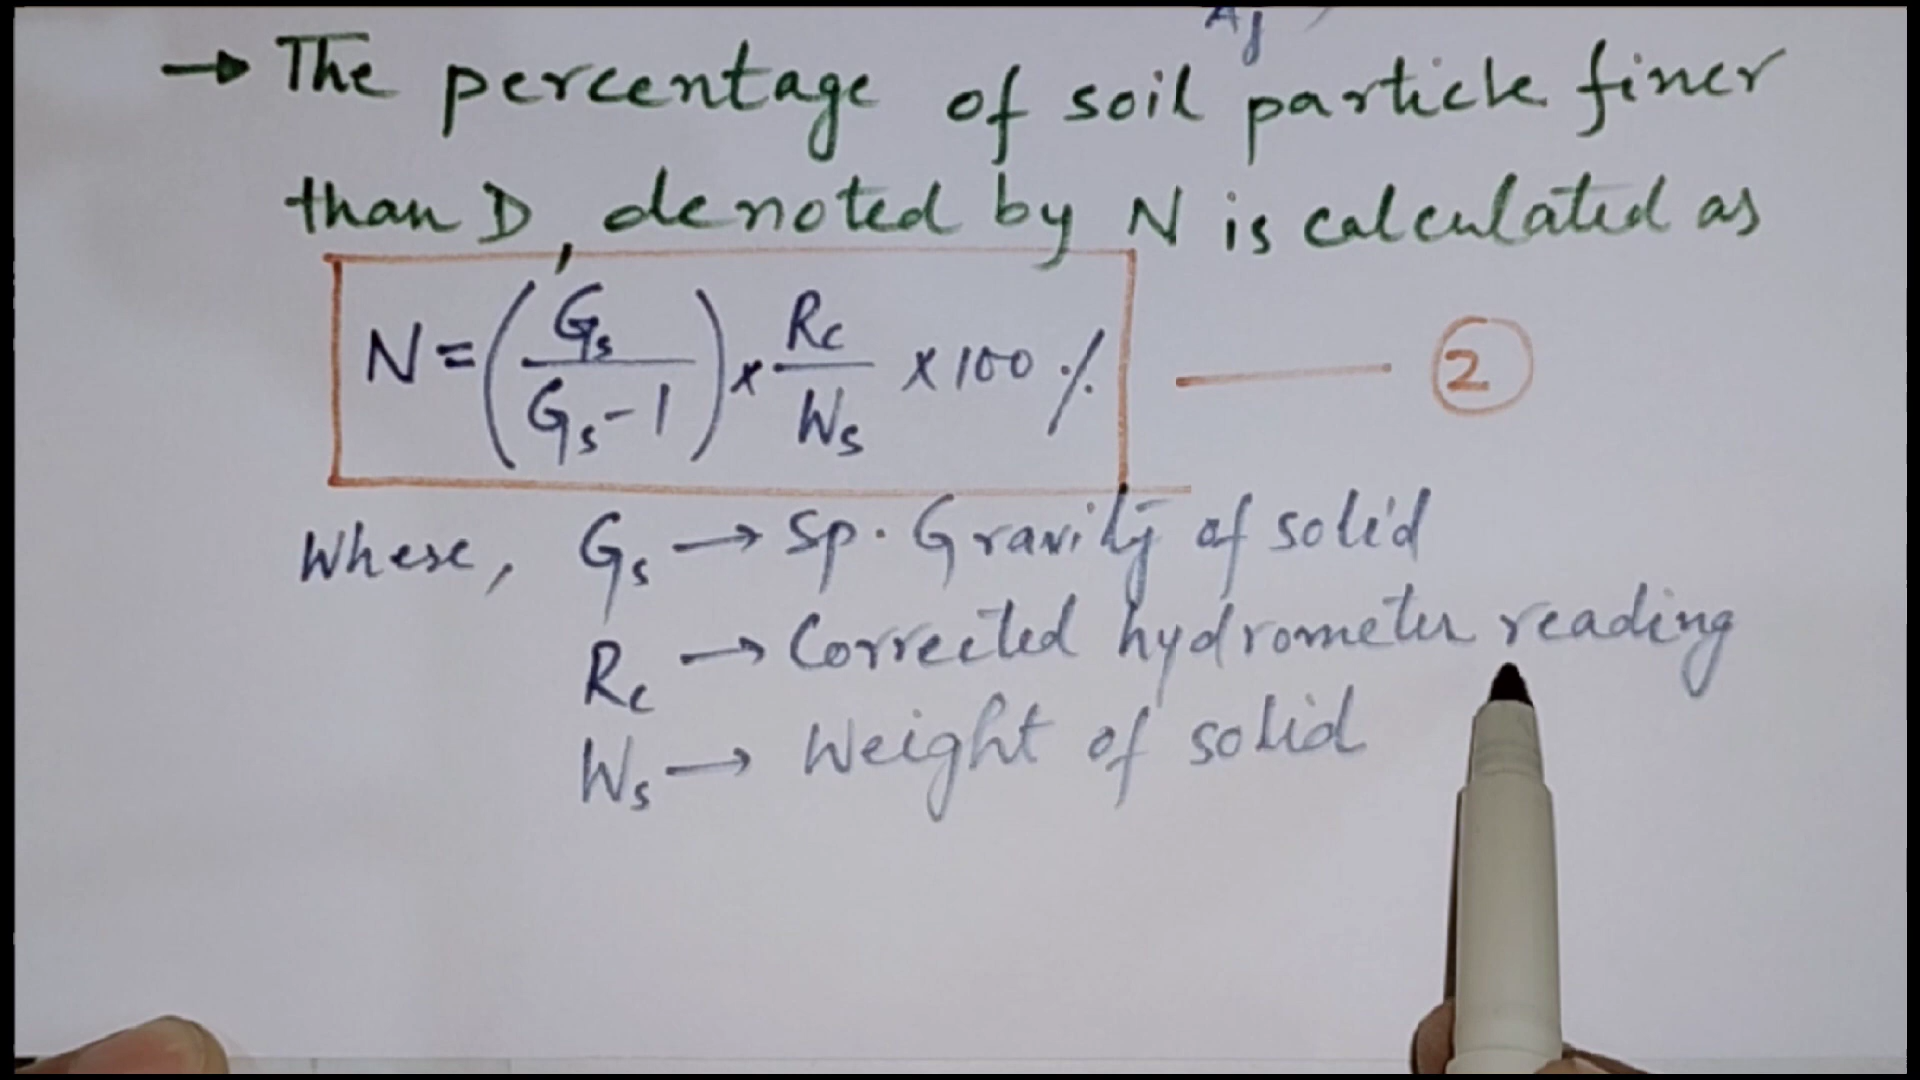 → The percentage of soil particle finer
than D, denoted by N is calculated as
N = (Gs / Gs-1) × Rc / Ws × 100 % —— 2
Where, Gs → Sp. Gravity of solid
Rc → Corrected hydrometer reading
Ws → Weight of solid